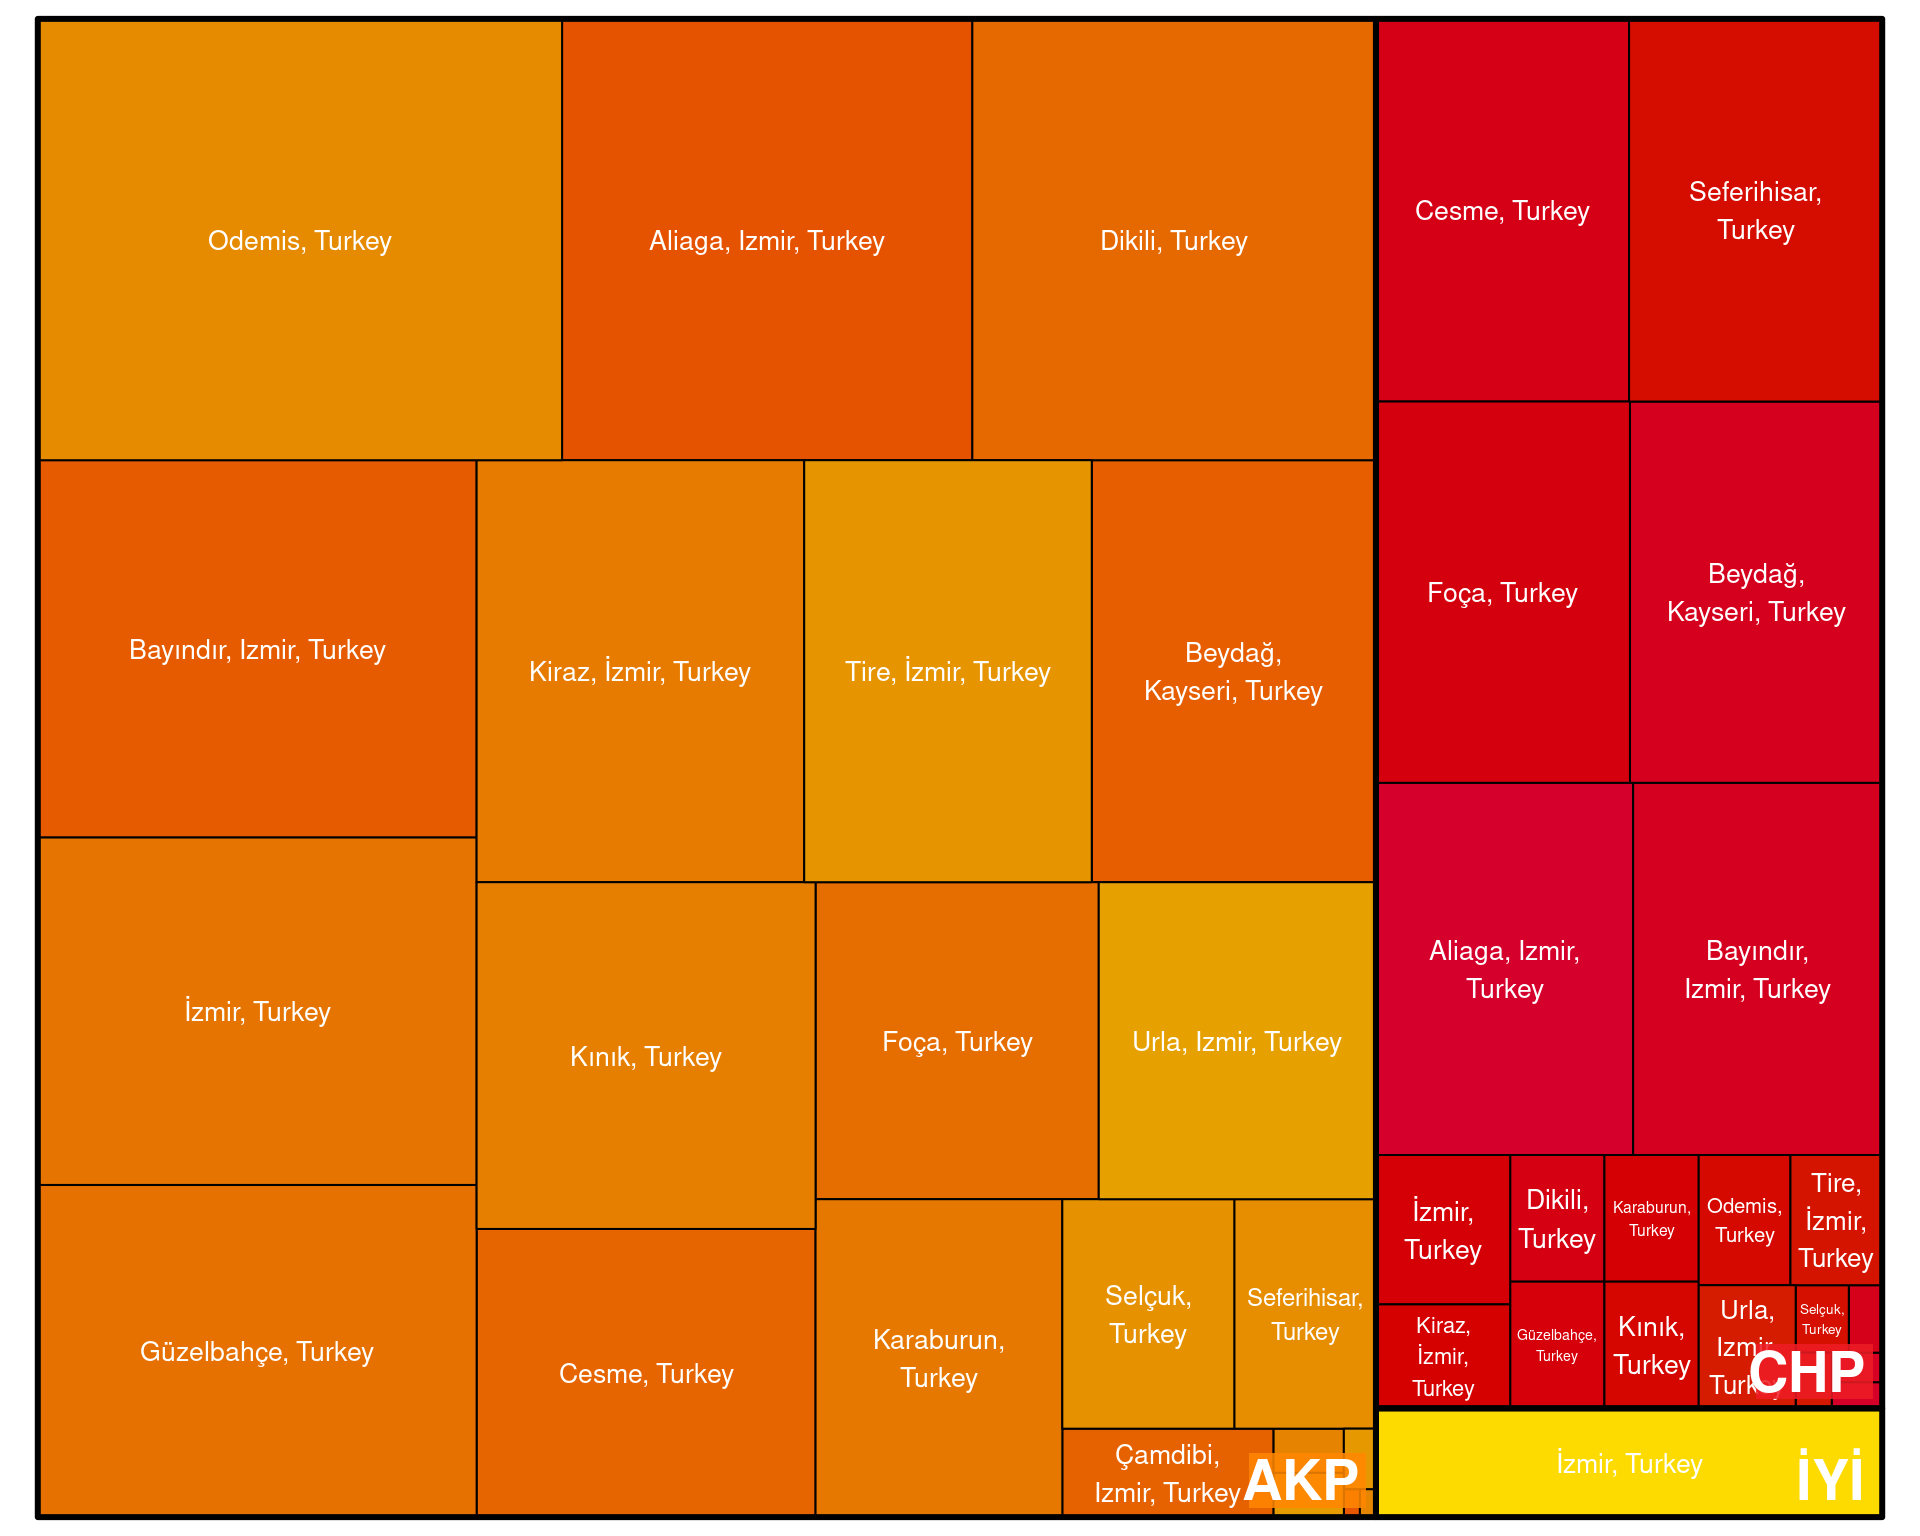 Odemis, Turkey
Aliaga, Izmir, Turkey
Dikili, Turkey
Bayındır, Izmir, Turkey
Kiraz, İzmir, Turkey
Tire, İzmir, Turkey
Beydağ,
Kayseri, Turkey
İzmir, Turkey
Kınık, Turkey
Foça, Turkey
Urla, Izmir, Turkey
Güzelbahçe, Turkey
Cesme, Turkey
Karaburun,
Turkey
Selçuk,
Turkey
Seferihisar,
Turkey
Çamdibi,
Izmir, Turkey
AKP
Cesme, Turkey
Seferihisar,
Turkey
Foça, Turkey
Beydağ,
Kayseri, Turkey
Aliaga, Izmir,
Turkey
Bayındır,
Izmir, Turkey
İzmir,
Turkey
Dikili,
Turkey
Karaburun,
Turkey
Odemis,
Turkey
Tire,
İzmir,
Turkey
Kiraz,
İzmir,
Turkey
Güzelbahçe,
Turkey
Kınık,
Turkey
Urla,
Izmir,
Turkey
Selçuk,
Turkey
CHP
İzmir, Turkey
İYİ